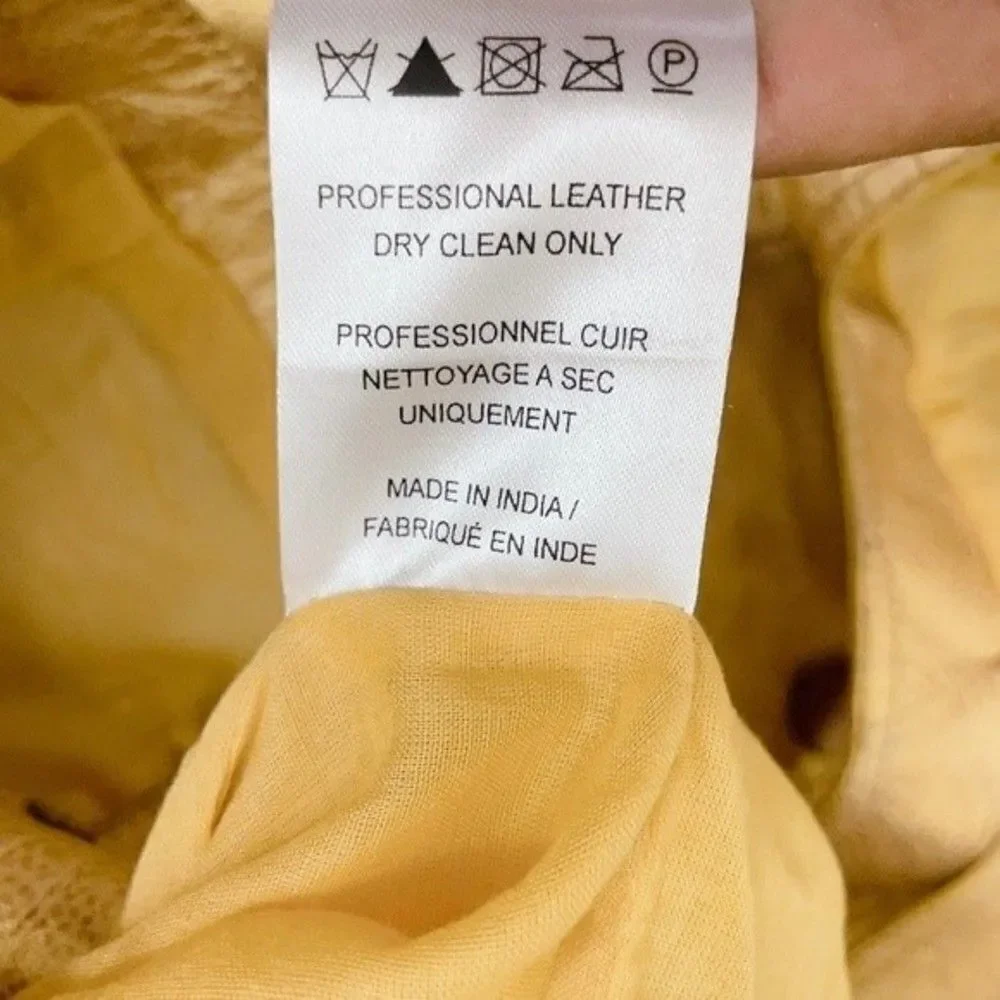 P
PROFESSIONAL LEATHER
DRY CLEAN ONLY
PROFESSIONNEL CUIR
NETTOYAGE A SEC
UNIQUEMENT
MADE IN INDIA /
FABRIQUÉ EN INDE